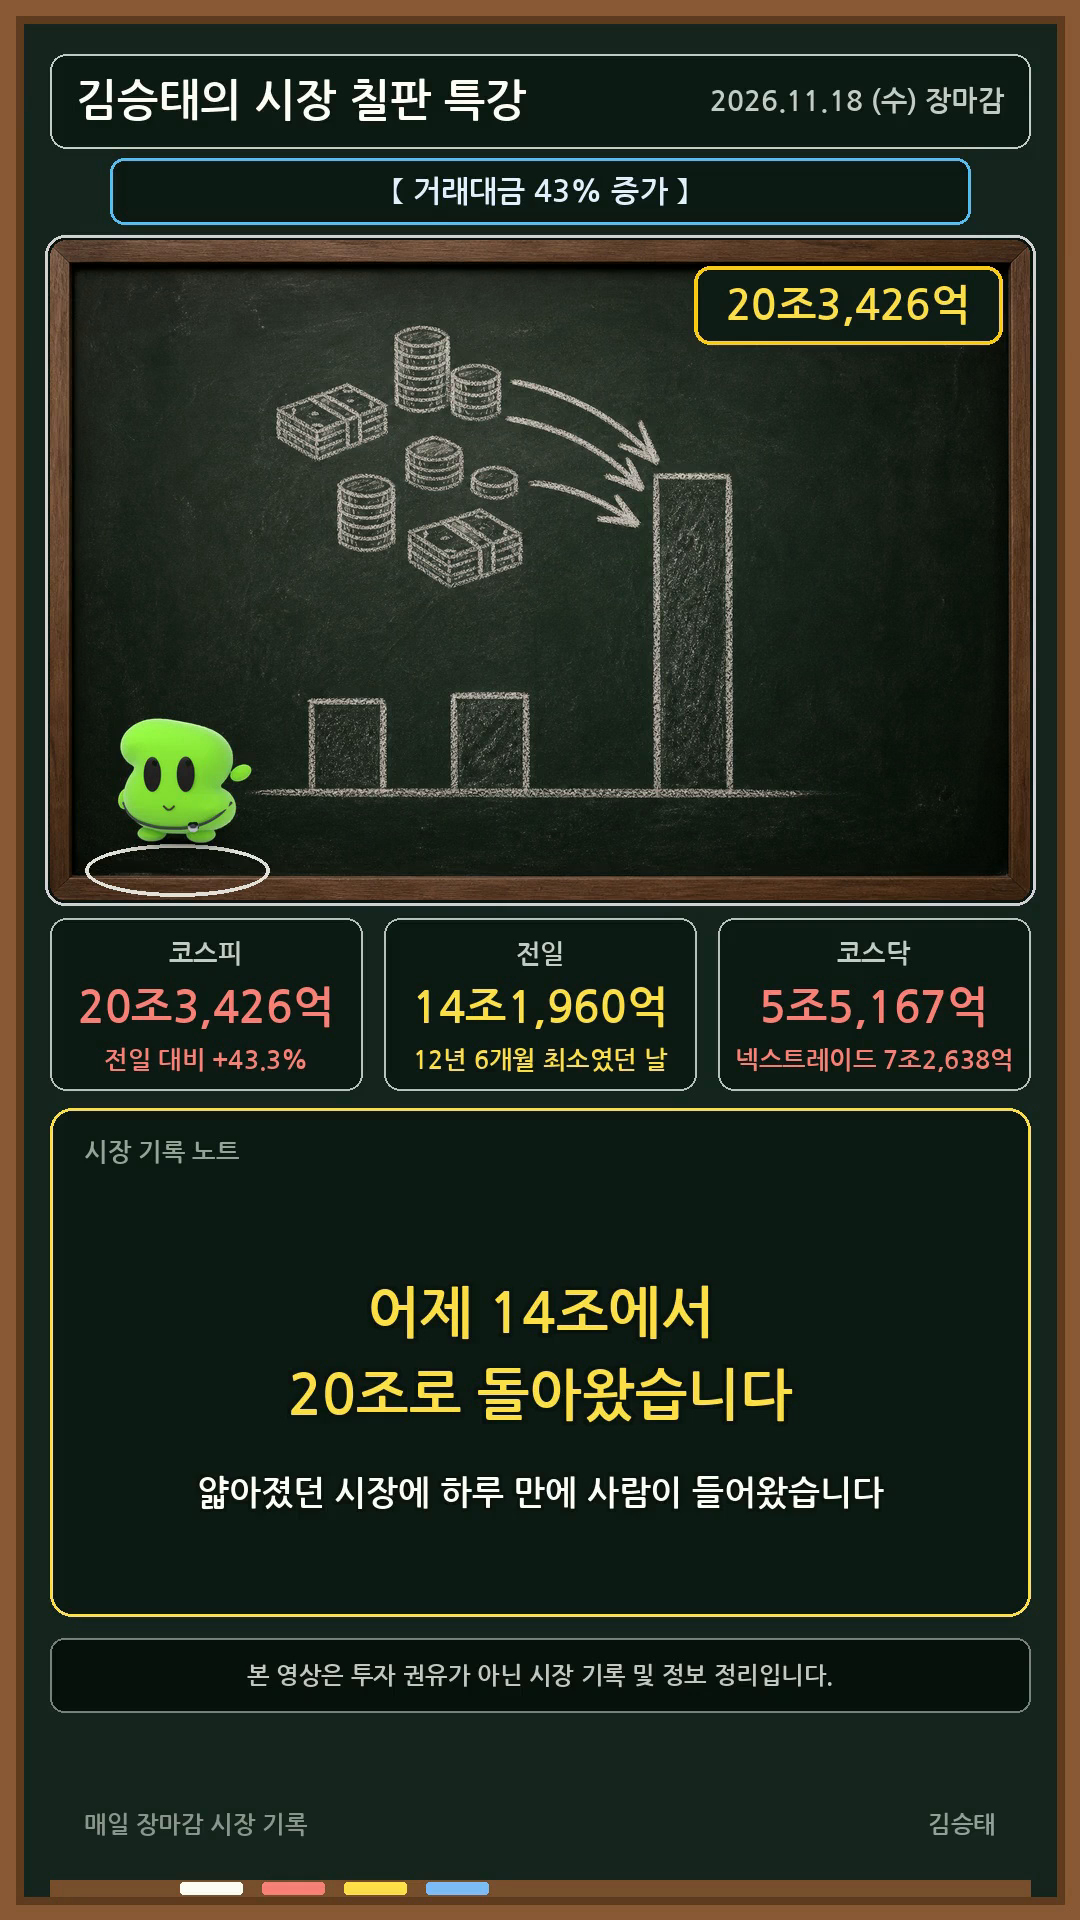 김승태의 시장 칠판 특강
2026.11.18 (수) 장마감
【 거래대금 43% 증가 】
20조3,426억
코스피
20조3,426억
전일 대비 +43.3%
전일
14조1,960억
12년 6개월 최소였던 날
코스닥
5조5,167억
넥스트레이드 7조2,638억
시장 기록 노트
어제 14조에서
20조로 돌아왔습니다
얇아졌던 시장에 하루 만에 사람이 들어왔습니다
본 영상은 투자 권유가 아닌 시장 기록 및 정보 정리입니다.
매일 장마감 시장 기록
김승태